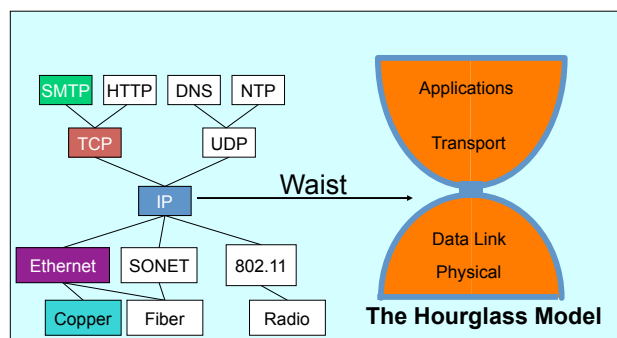 SMTP HTTP DNS NTP
Applications
TCP UDP
Transport
Waist
IP
Ethernet SONET 802.11
Data Link
Physical
Copper Fiber Radio
The Hourglass Model